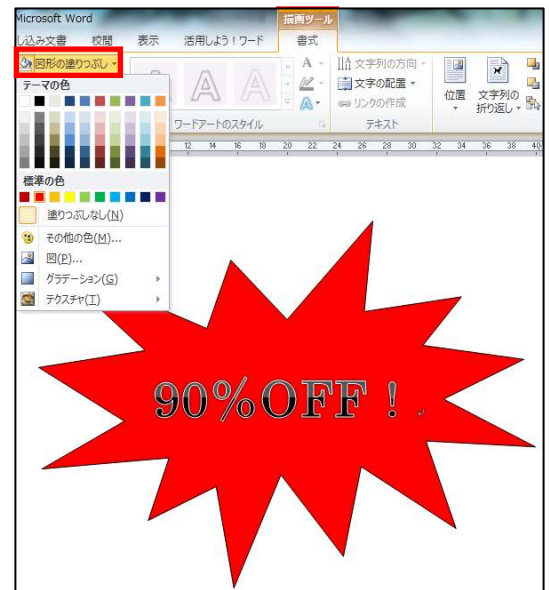 Microsoft Word
描画ツール
し込み文書 校閲 表示 活用しよう！ワード 書式
図形の塗りつぶし
テーマの色
標準の色
塗りつぶしなし(N)
その他の色(M)...
図(P)...
グラデーション(G)
テクスチャ(T)
A A A
ワードアートのスタイル
文字列の方向
文字の配置
リンクの作成
テキスト
位置
文字列の
折り返し
12 14 16 18 20 22 24 26 28 30 32 34 36 38 40
90%OFF！